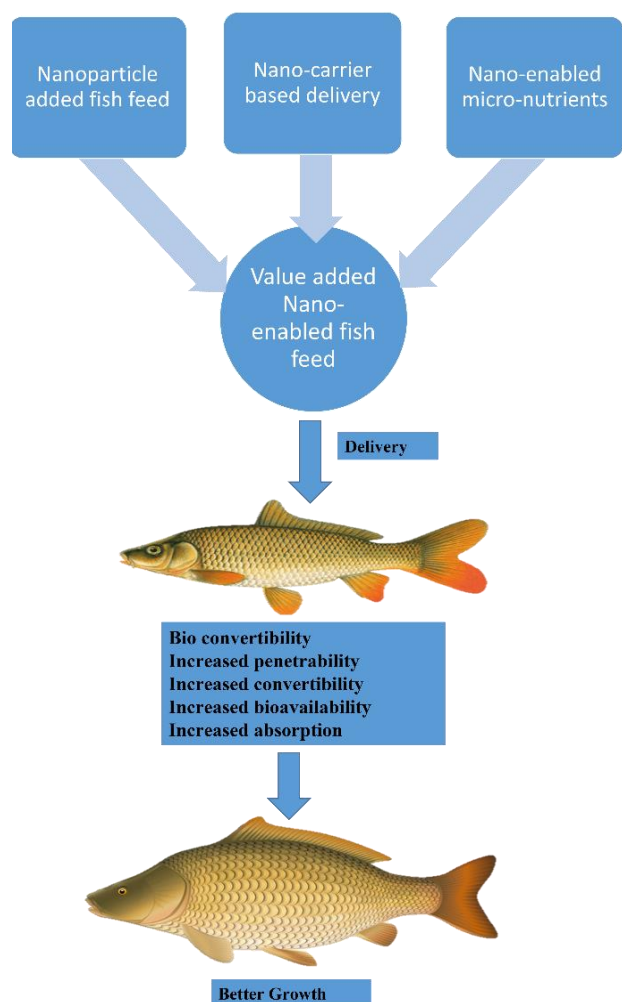 Nanoparticle
added fish feed
Nano-carrier
based delivery
Nano-enabled
micro-nutrients
Value added
Nano-
enabled fish
feed
Delivery
Bio convertibility
Increased penetrability
Increased convertibility
Increased bioavailability
Increased absorption
Better Growth